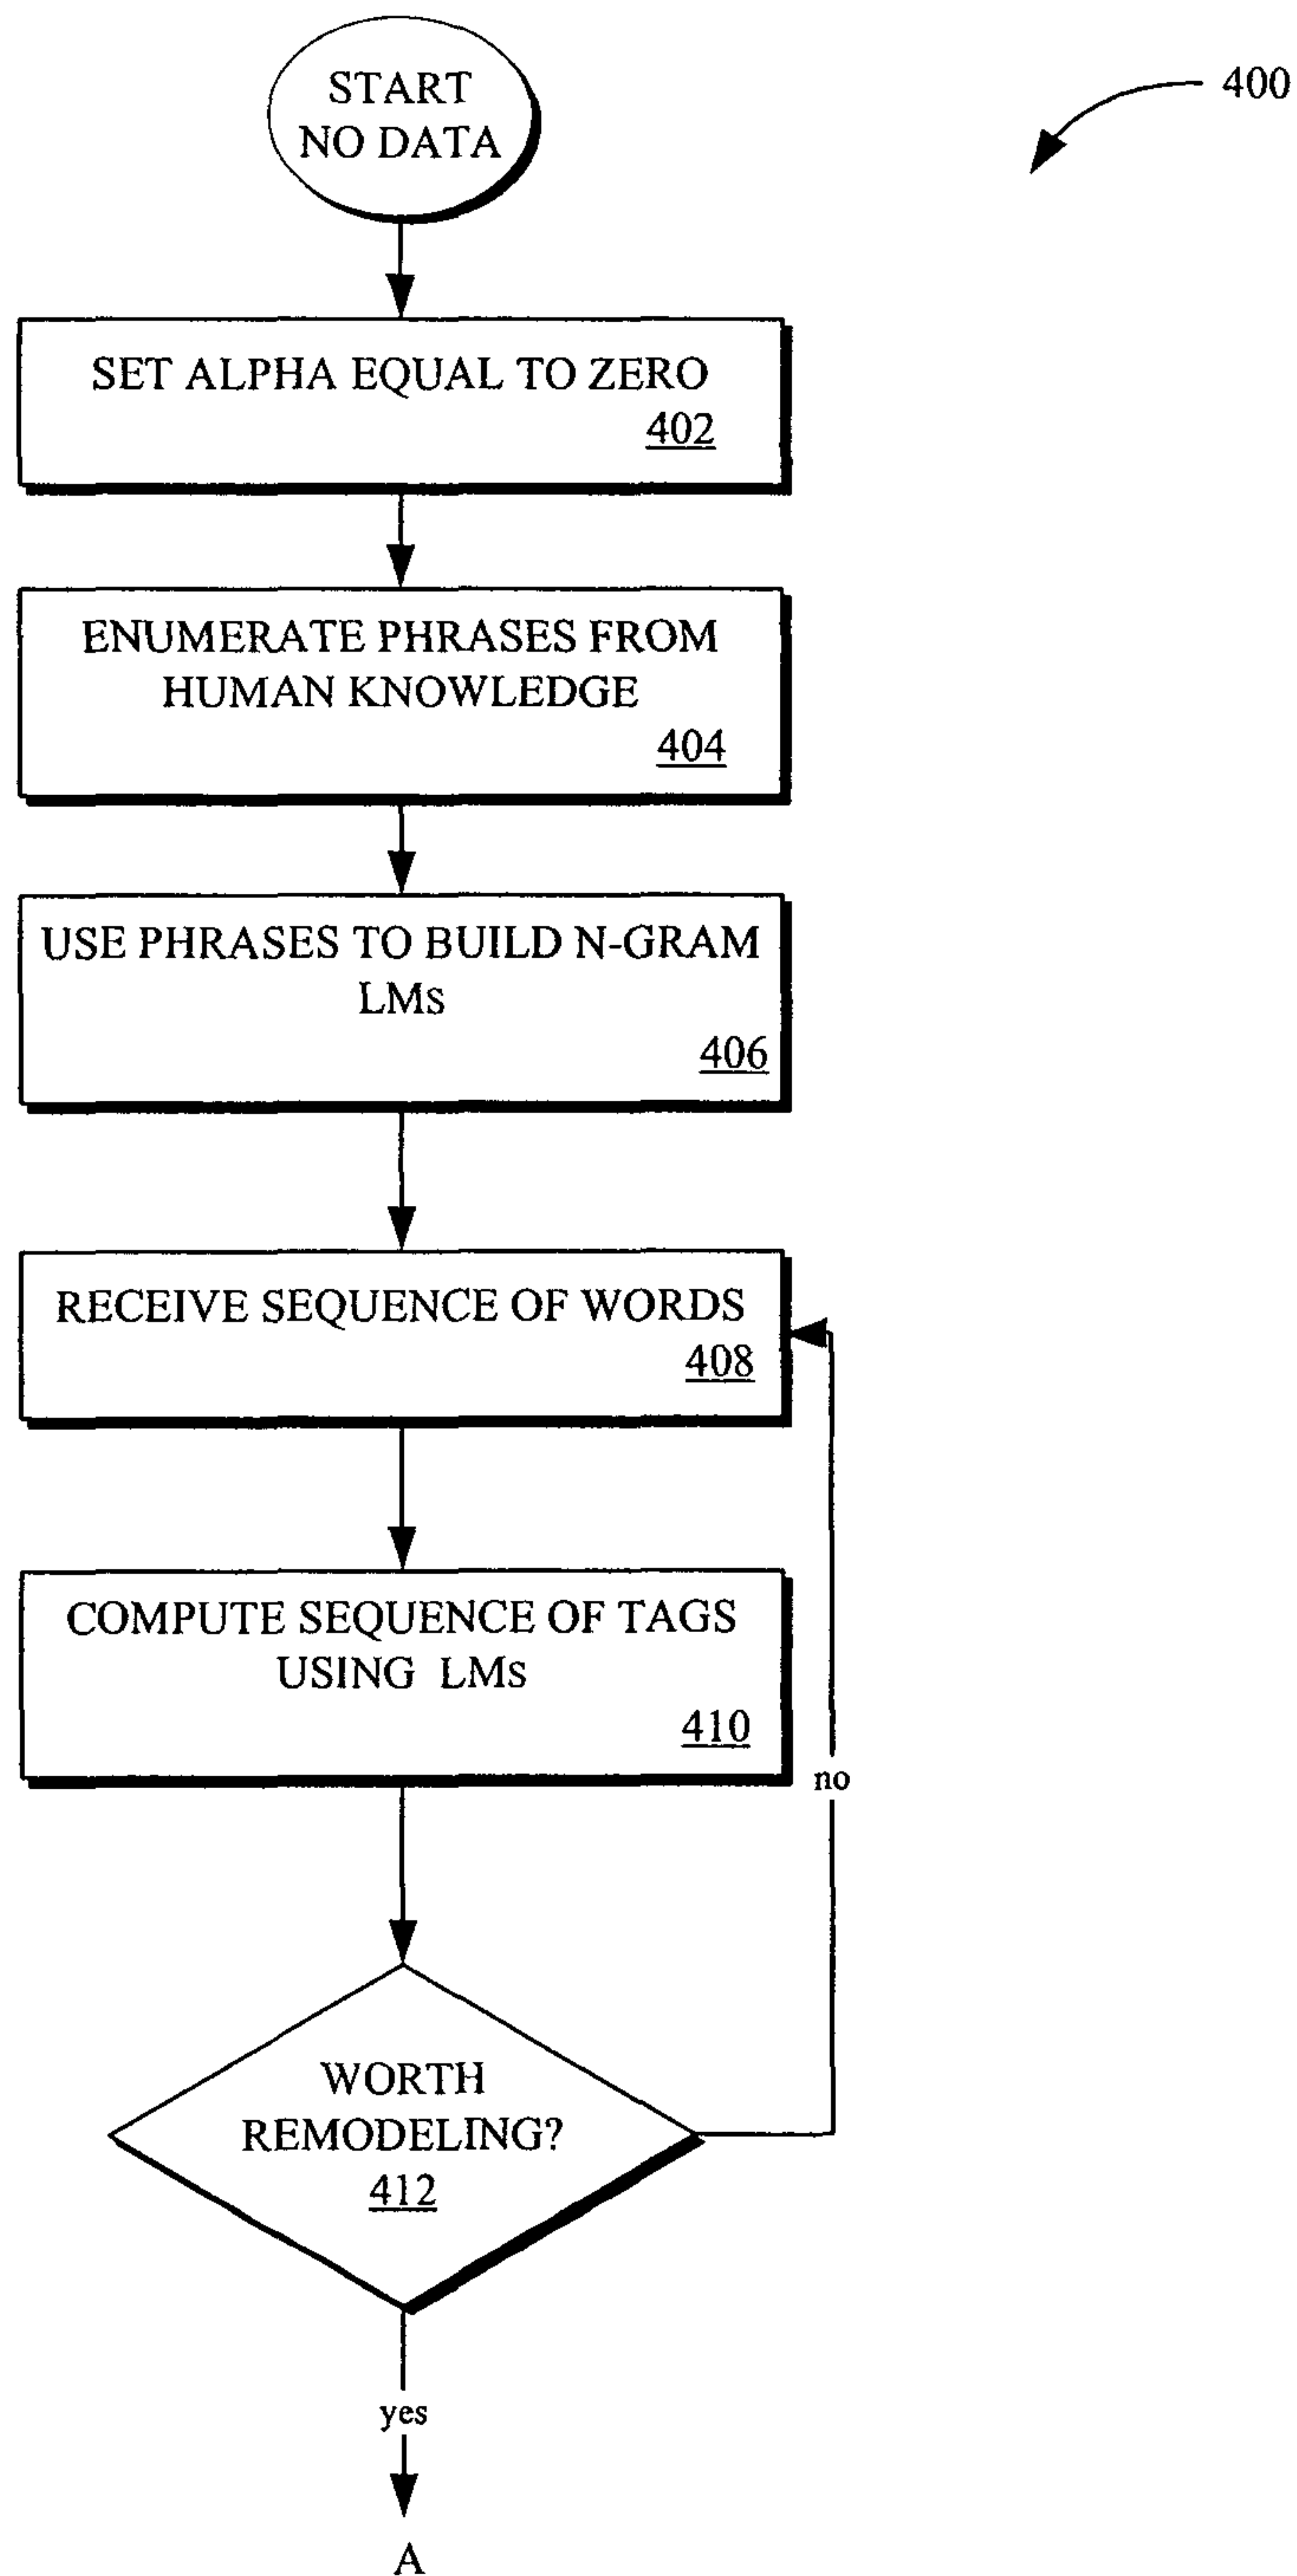 START
NO DATA
400
SET ALPHA EQUAL TO ZERO
402
ENUMERATE PHRASES FROM
HUMAN KNOWLEDGE
404
USE PHRASES TO BUILD N-GRAM
LMs
406
RECEIVE SEQUENCE OF WORDS
408
COMPUTE SEQUENCE OF TAGS
USING LMs
410
no
WORTH
REMODELING?
412
yes
A